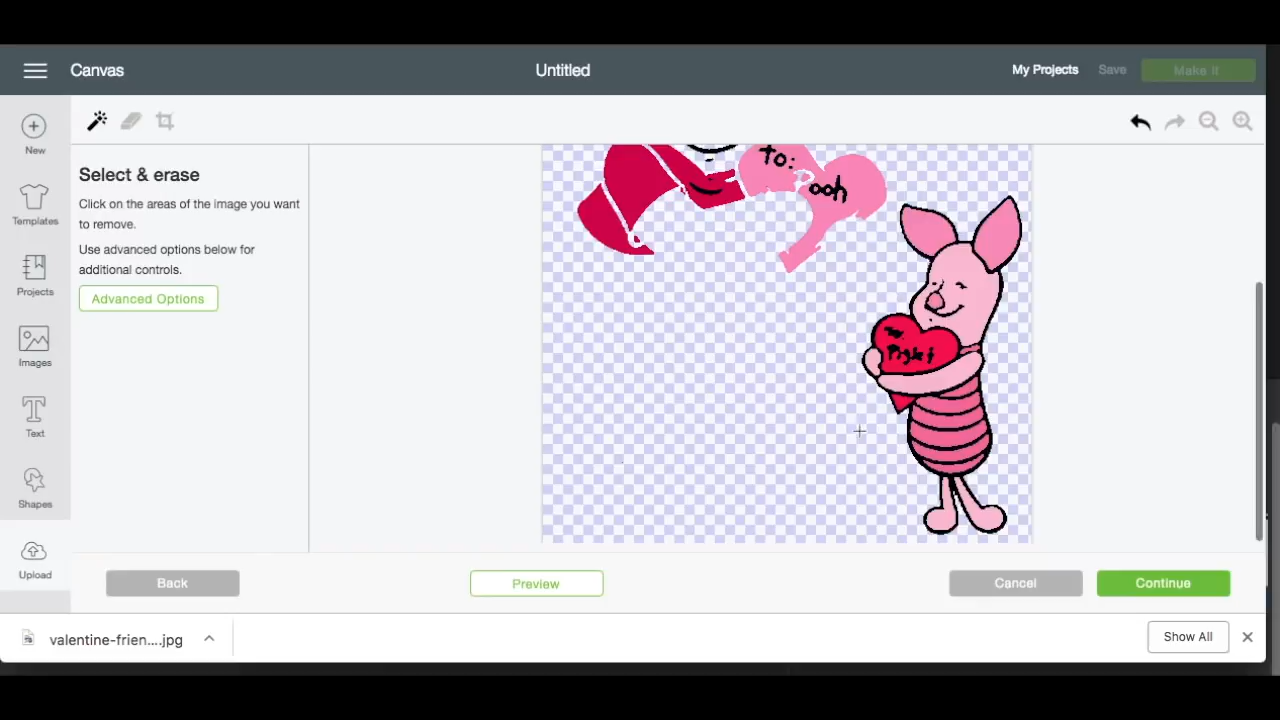 Canvas
Untitled
My Projects
Save
Make It
New
Templates
Projects
Images
Text
Shapes
Upload
Select & erase
Click on the areas of the image you want
to remove.
Use advanced options below for
additional controls.
Advanced Options
To:
ooh
To:
Piglet
Back
Preview
Cancel
Continue
valentine-frien....jpg
Show All